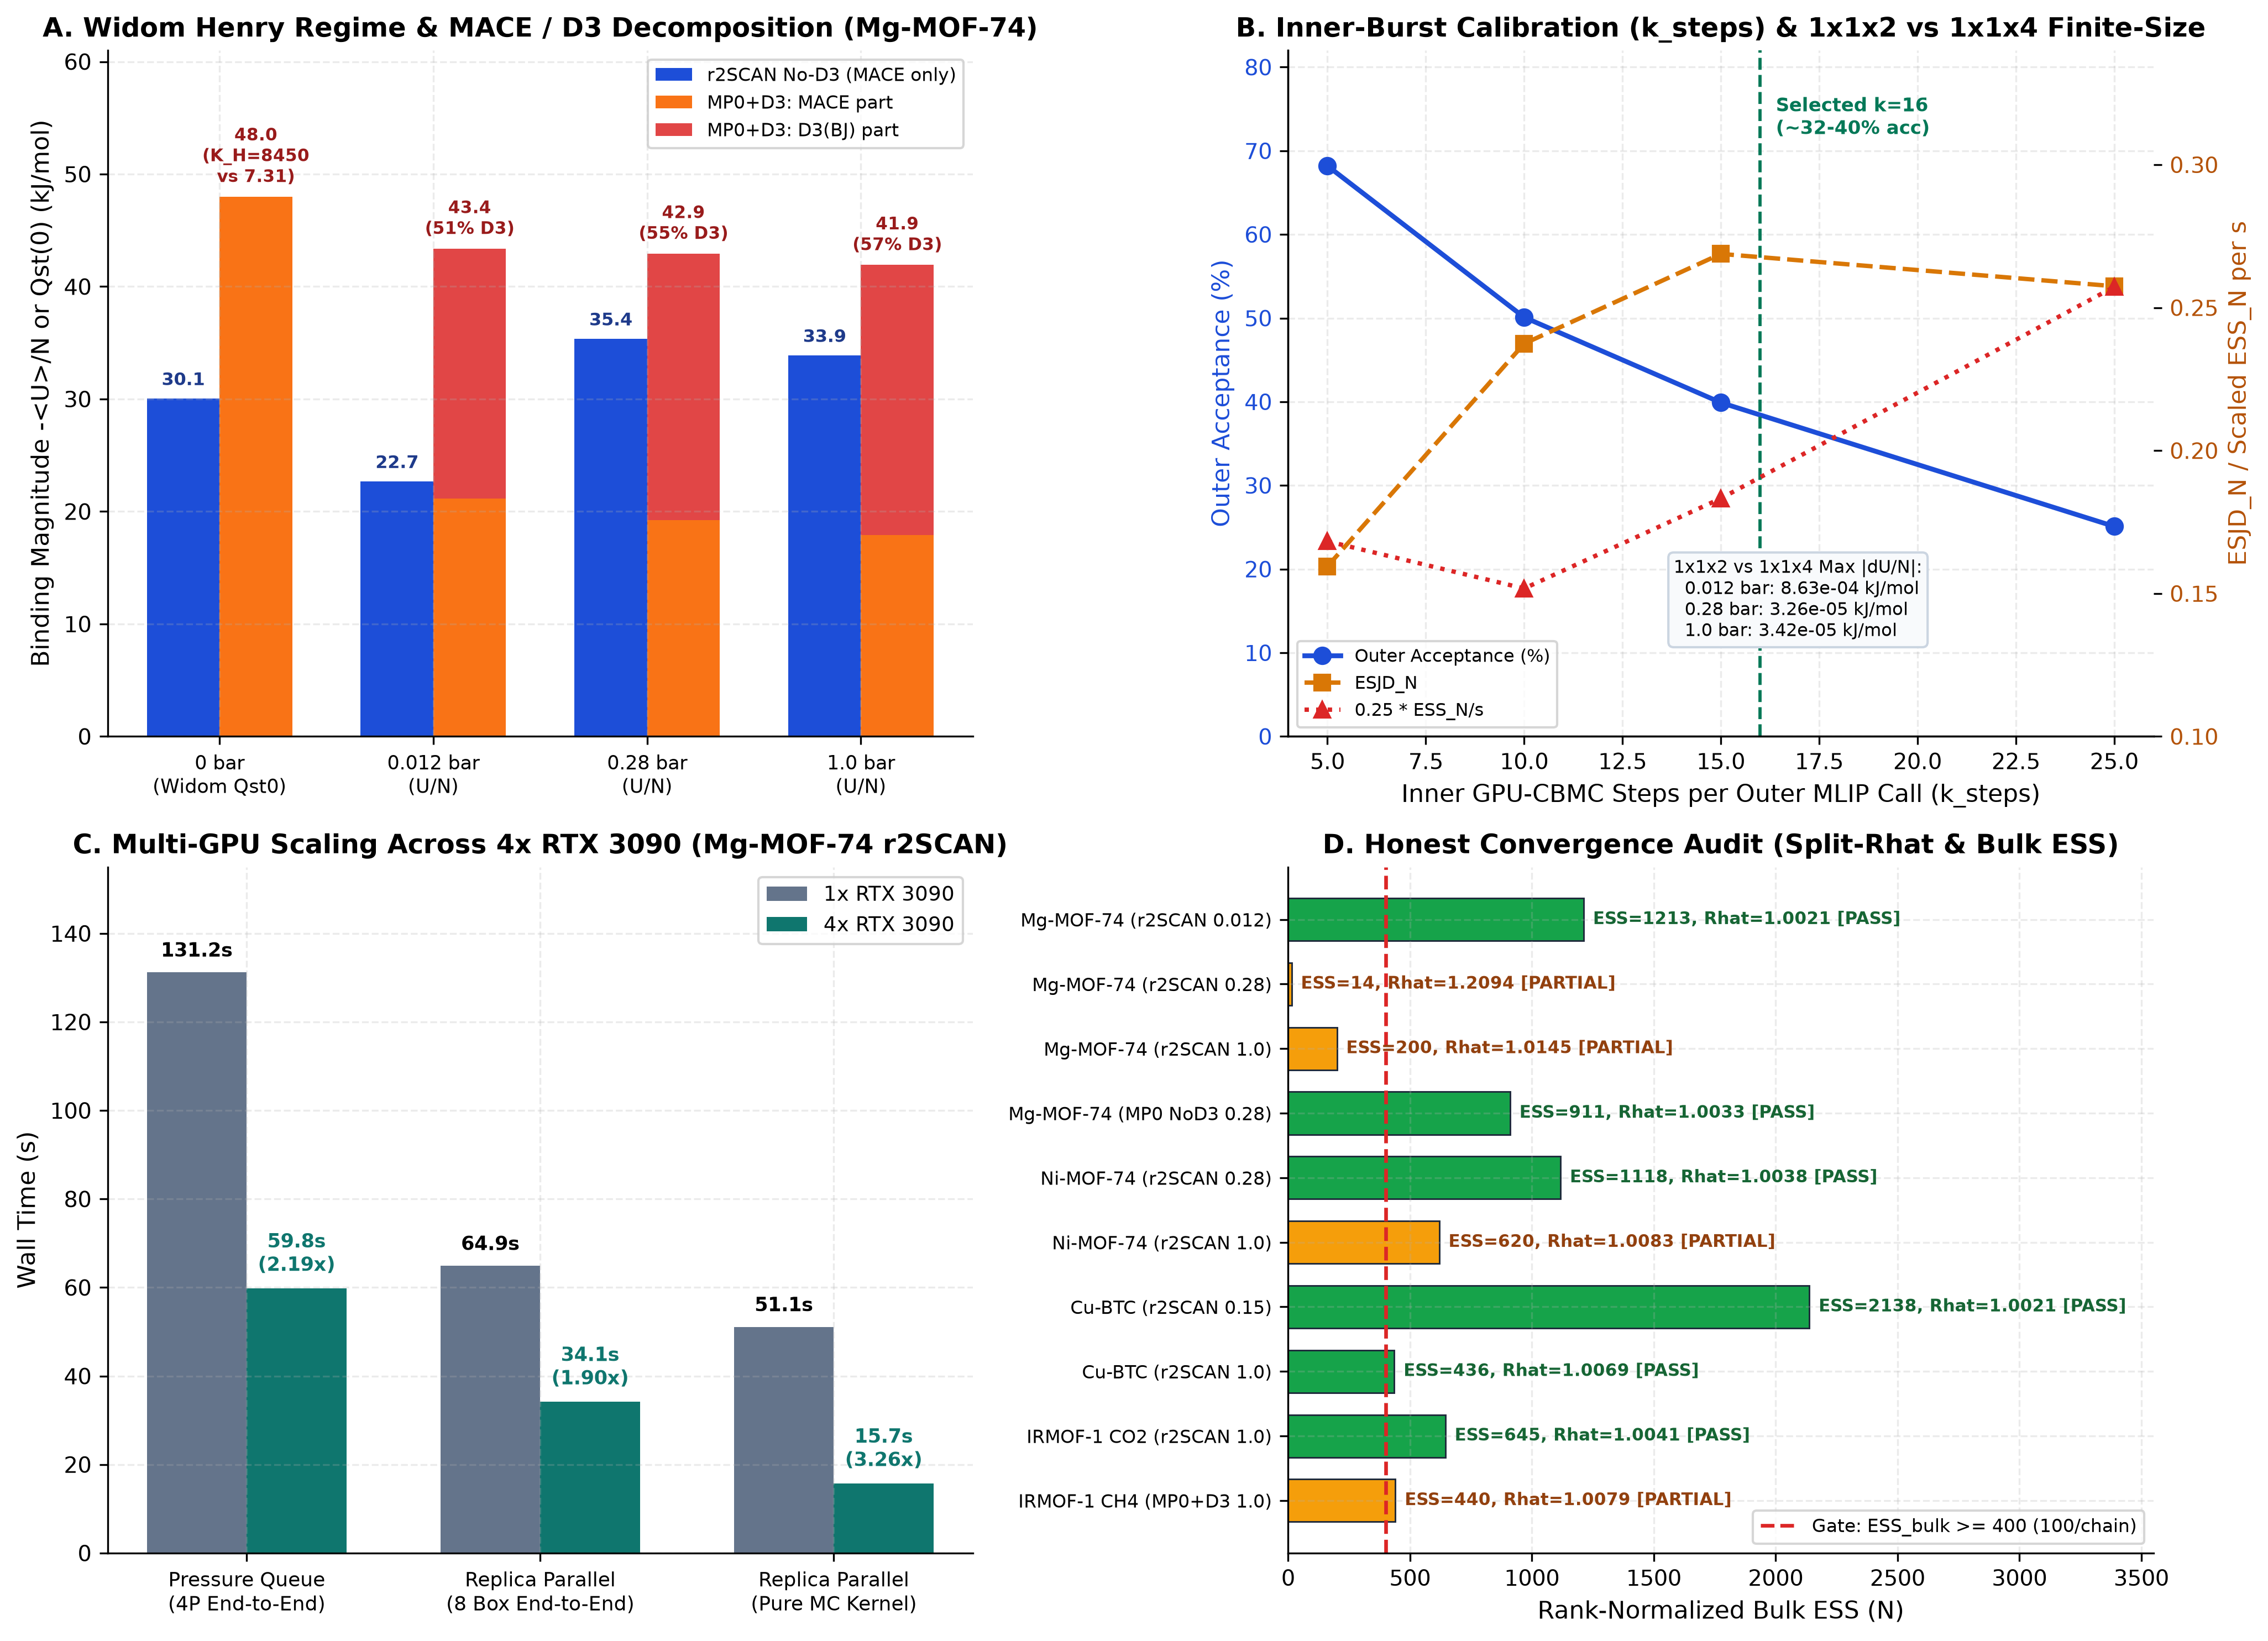 A. Widom Henry Regime & MACE / D3 Decomposition (Mg-MOF-74)
Binding Magnitude -<U>/N or Qst(0) (kJ/mol)
60
50
40
30
20
10
0
r2SCAN No-D3 (MACE only)
MP0+D3: MACE part
MP0+D3: D3(BJ) part
48.0
(K_H=8450
vs 7.31)
43.4
(51% D3)
42.9
(55% D3)
41.9
(57% D3)
30.1
22.7
35.4
33.9
0 bar
(Widom Qst0)
0.012 bar
(U/N)
0.28 bar
(U/N)
1.0 bar
(U/N)
B. Inner-Burst Calibration (k_steps) & 1x1x2 vs 1x1x4 Finite-Size
Outer Acceptance (%)
80
70
60
50
40
30
20
10
0
Selected k=16
(~32-40% acc)
0.30
0.25
0.20
0.15
0.10
ESJD_N / Scaled ESS_N per s
1x1x2 vs 1x1x4 Max |dU/N|:
0.012 bar: 8.63e-04 kJ/mol
0.28 bar: 3.26e-05 kJ/mol
1.0 bar: 3.42e-05 kJ/mol
Outer Acceptance (%)
ESJD_N
0.25 * ESS_N/s
5.0 7.5 10.0 12.5 15.0 17.5 20.0 22.5 25.0
Inner GPU-CBMC Steps per Outer MLIP Call (k_steps)
C. Multi-GPU Scaling Across 4x RTX 3090 (Mg-MOF-74 r2SCAN)
Wall Time (s)
140
120
100
80
60
40
20
0
1x RTX 3090
4x RTX 3090
131.2s
59.8s
(2.19x)
64.9s
34.1s
(1.90x)
51.1s
15.7s
(3.26x)
Pressure Queue
(4P End-to-End)
Replica Parallel
(8 Box End-to-End)
Replica Parallel
(Pure MC Kernel)
D. Honest Convergence Audit (Split-Rhat & Bulk ESS)
Mg-MOF-74 (r2SCAN 0.012) ESS=1213, Rhat=1.0021 [PASS]
Mg-MOF-74 (r2SCAN 0.28) ESS=14, Rhat=1.2094 [PARTIAL]
Mg-MOF-74 (r2SCAN 1.0) ESS=200, Rhat=1.0145 [PARTIAL]
Mg-MOF-74 (MP0 NoD3 0.28) ESS=911, Rhat=1.0033 [PASS]
Ni-MOF-74 (r2SCAN 0.28) ESS=1118, Rhat=1.0038 [PASS]
Ni-MOF-74 (r2SCAN 1.0) ESS=620, Rhat=1.0083 [PARTIAL]
Cu-BTC (r2SCAN 0.15) ESS=2138, Rhat=1.0021 [PASS]
Cu-BTC (r2SCAN 1.0) ESS=436, Rhat=1.0069 [PASS]
IRMOF-1 CO2 (r2SCAN 1.0) ESS=645, Rhat=1.0041 [PASS]
IRMOF-1 CH4 (MP0+D3 1.0) ESS=440, Rhat=1.0079 [PARTIAL]
Gate: ESS_bulk >= 400 (100/chain)
0 500 1000 1500 2000 2500 3000 3500
Rank-Normalized Bulk ESS (N)